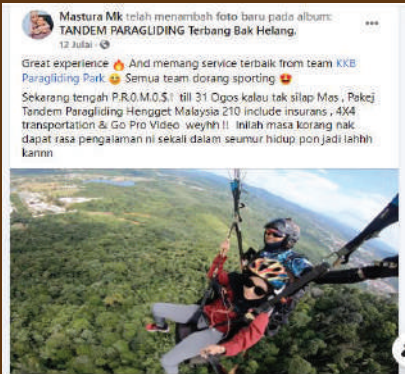 Mastura Mk telah menambah foto baru pada album:
TANDEM PARAGLIDING Terbang Bak Helang.
12 Julai ·
Great experience 🔥 And memang service terbaik from team KKB
Paragliding Park 😊 Semua team dorang sporting 🤩
Sekarang tengah P.R.O.M.O.S.! till 31 Ogos kalau tak silap Mas , Pakej
Tandem Paragliding Hengget Malaysia 210 include insurans , 4X4
transportation & Go Pro Video weyhh !! Inilah masa korang nak
dapat rasa pengalaman ni sekali dalam seumur hidup pon jadi lahhh
kannn